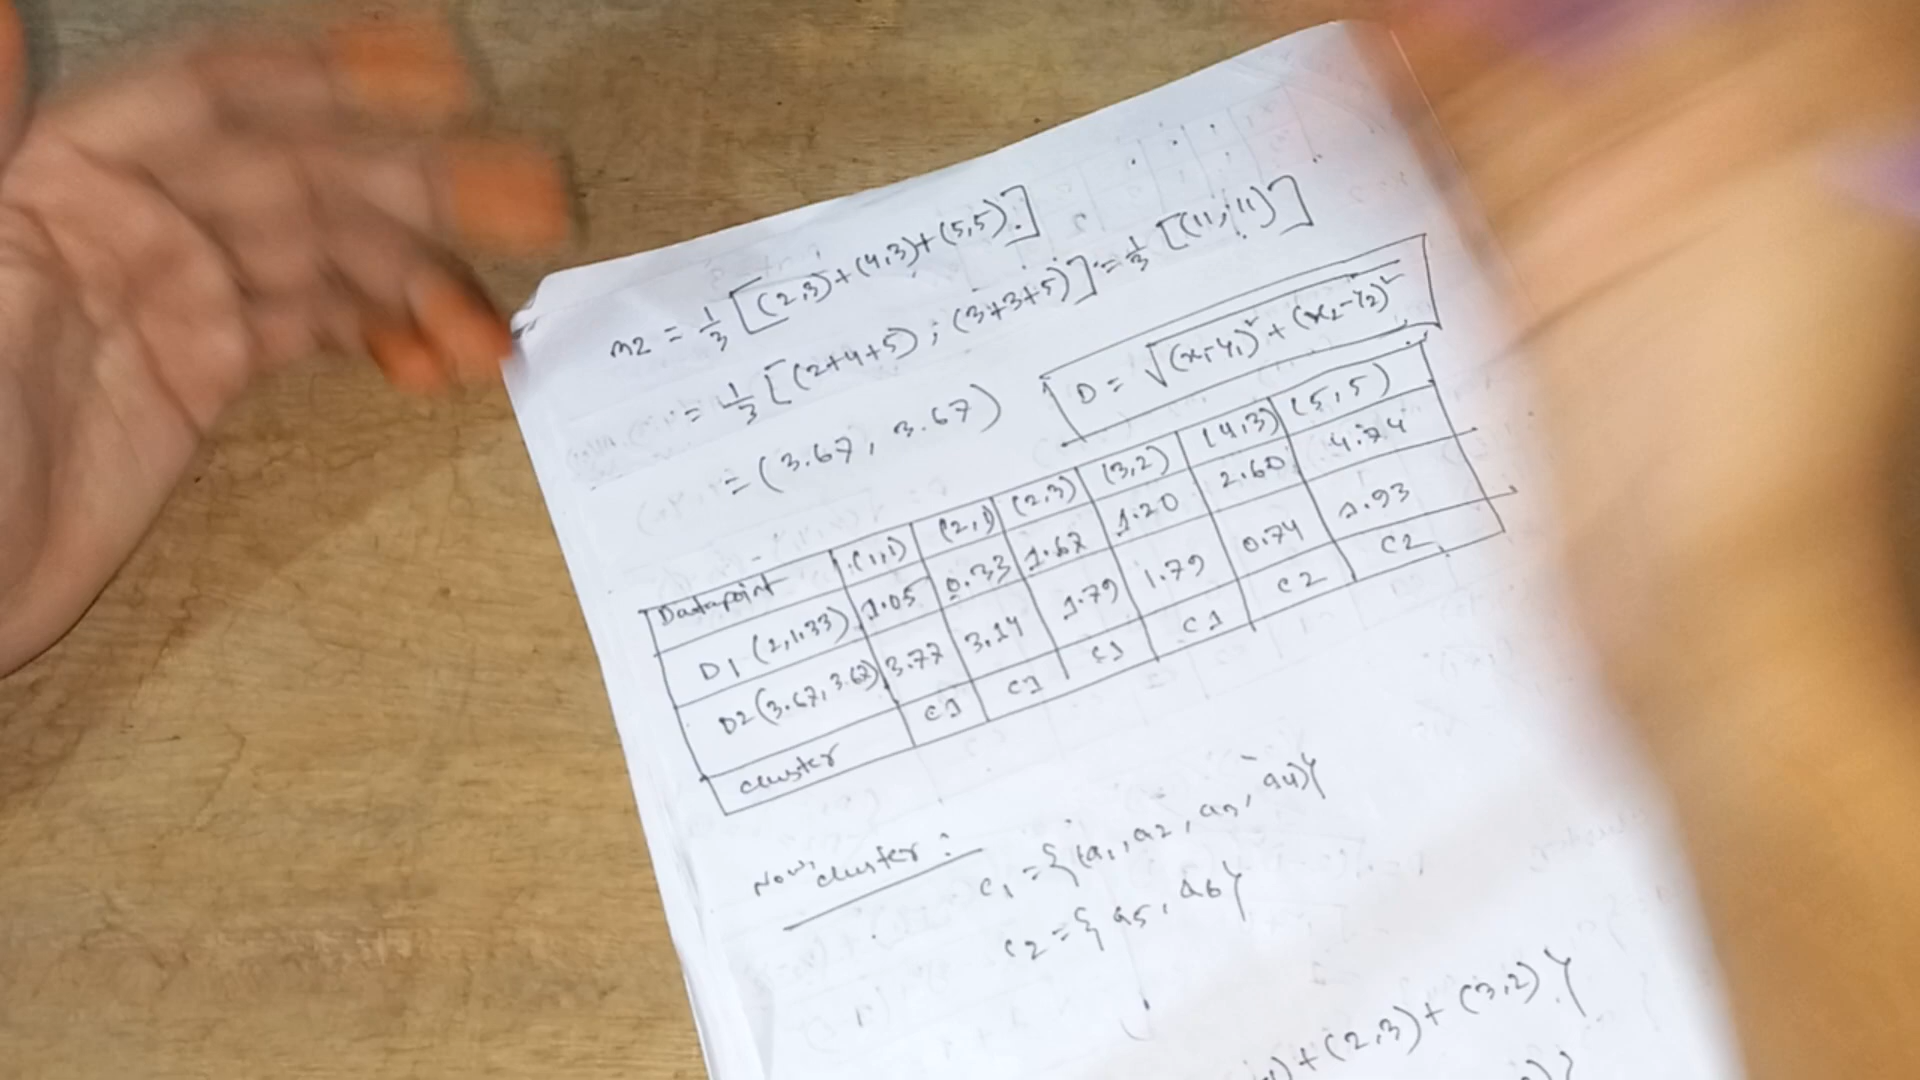 m2 = 1/3 [(2,3)+(4,3)+(5,5).]
= 1/3 [(2+4+5) ; (3+3+5)] = 1/3 [(11, 11)]
= (3.67, 3.67)
D = √(x1-y1)² + (x2-y2)²
Datapoint (1,1) (2,1) (2,3) (3,2) (4,3) (5,5)
D1 (2,1.33) 1.05 0.33 1.67 1.20 2.60 4.74
D2 (3.67, 3.67) 3.77 3.14 1.79 1.79 0.74 1.93
cluster c1 c1 c1 c1 c2 c2
Now, cluster :
c1 = {(a1, a2, a3, a4}
c2 = {a5, a6}
+ (2,3) + (3,2) }